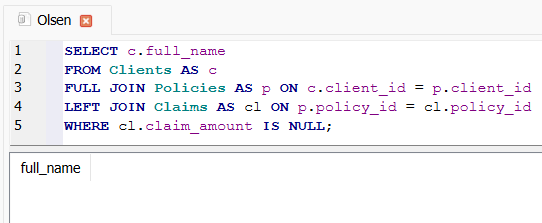 Olsen
1 SELECT c.full_name
2 FROM Clients AS c
3 FULL JOIN Policies AS p ON c.client_id = p.client_id
4 LEFT JOIN Claims AS cl ON p.policy_id = cl.policy_id
5 WHERE cl.claim_amount IS NULL;
full_name